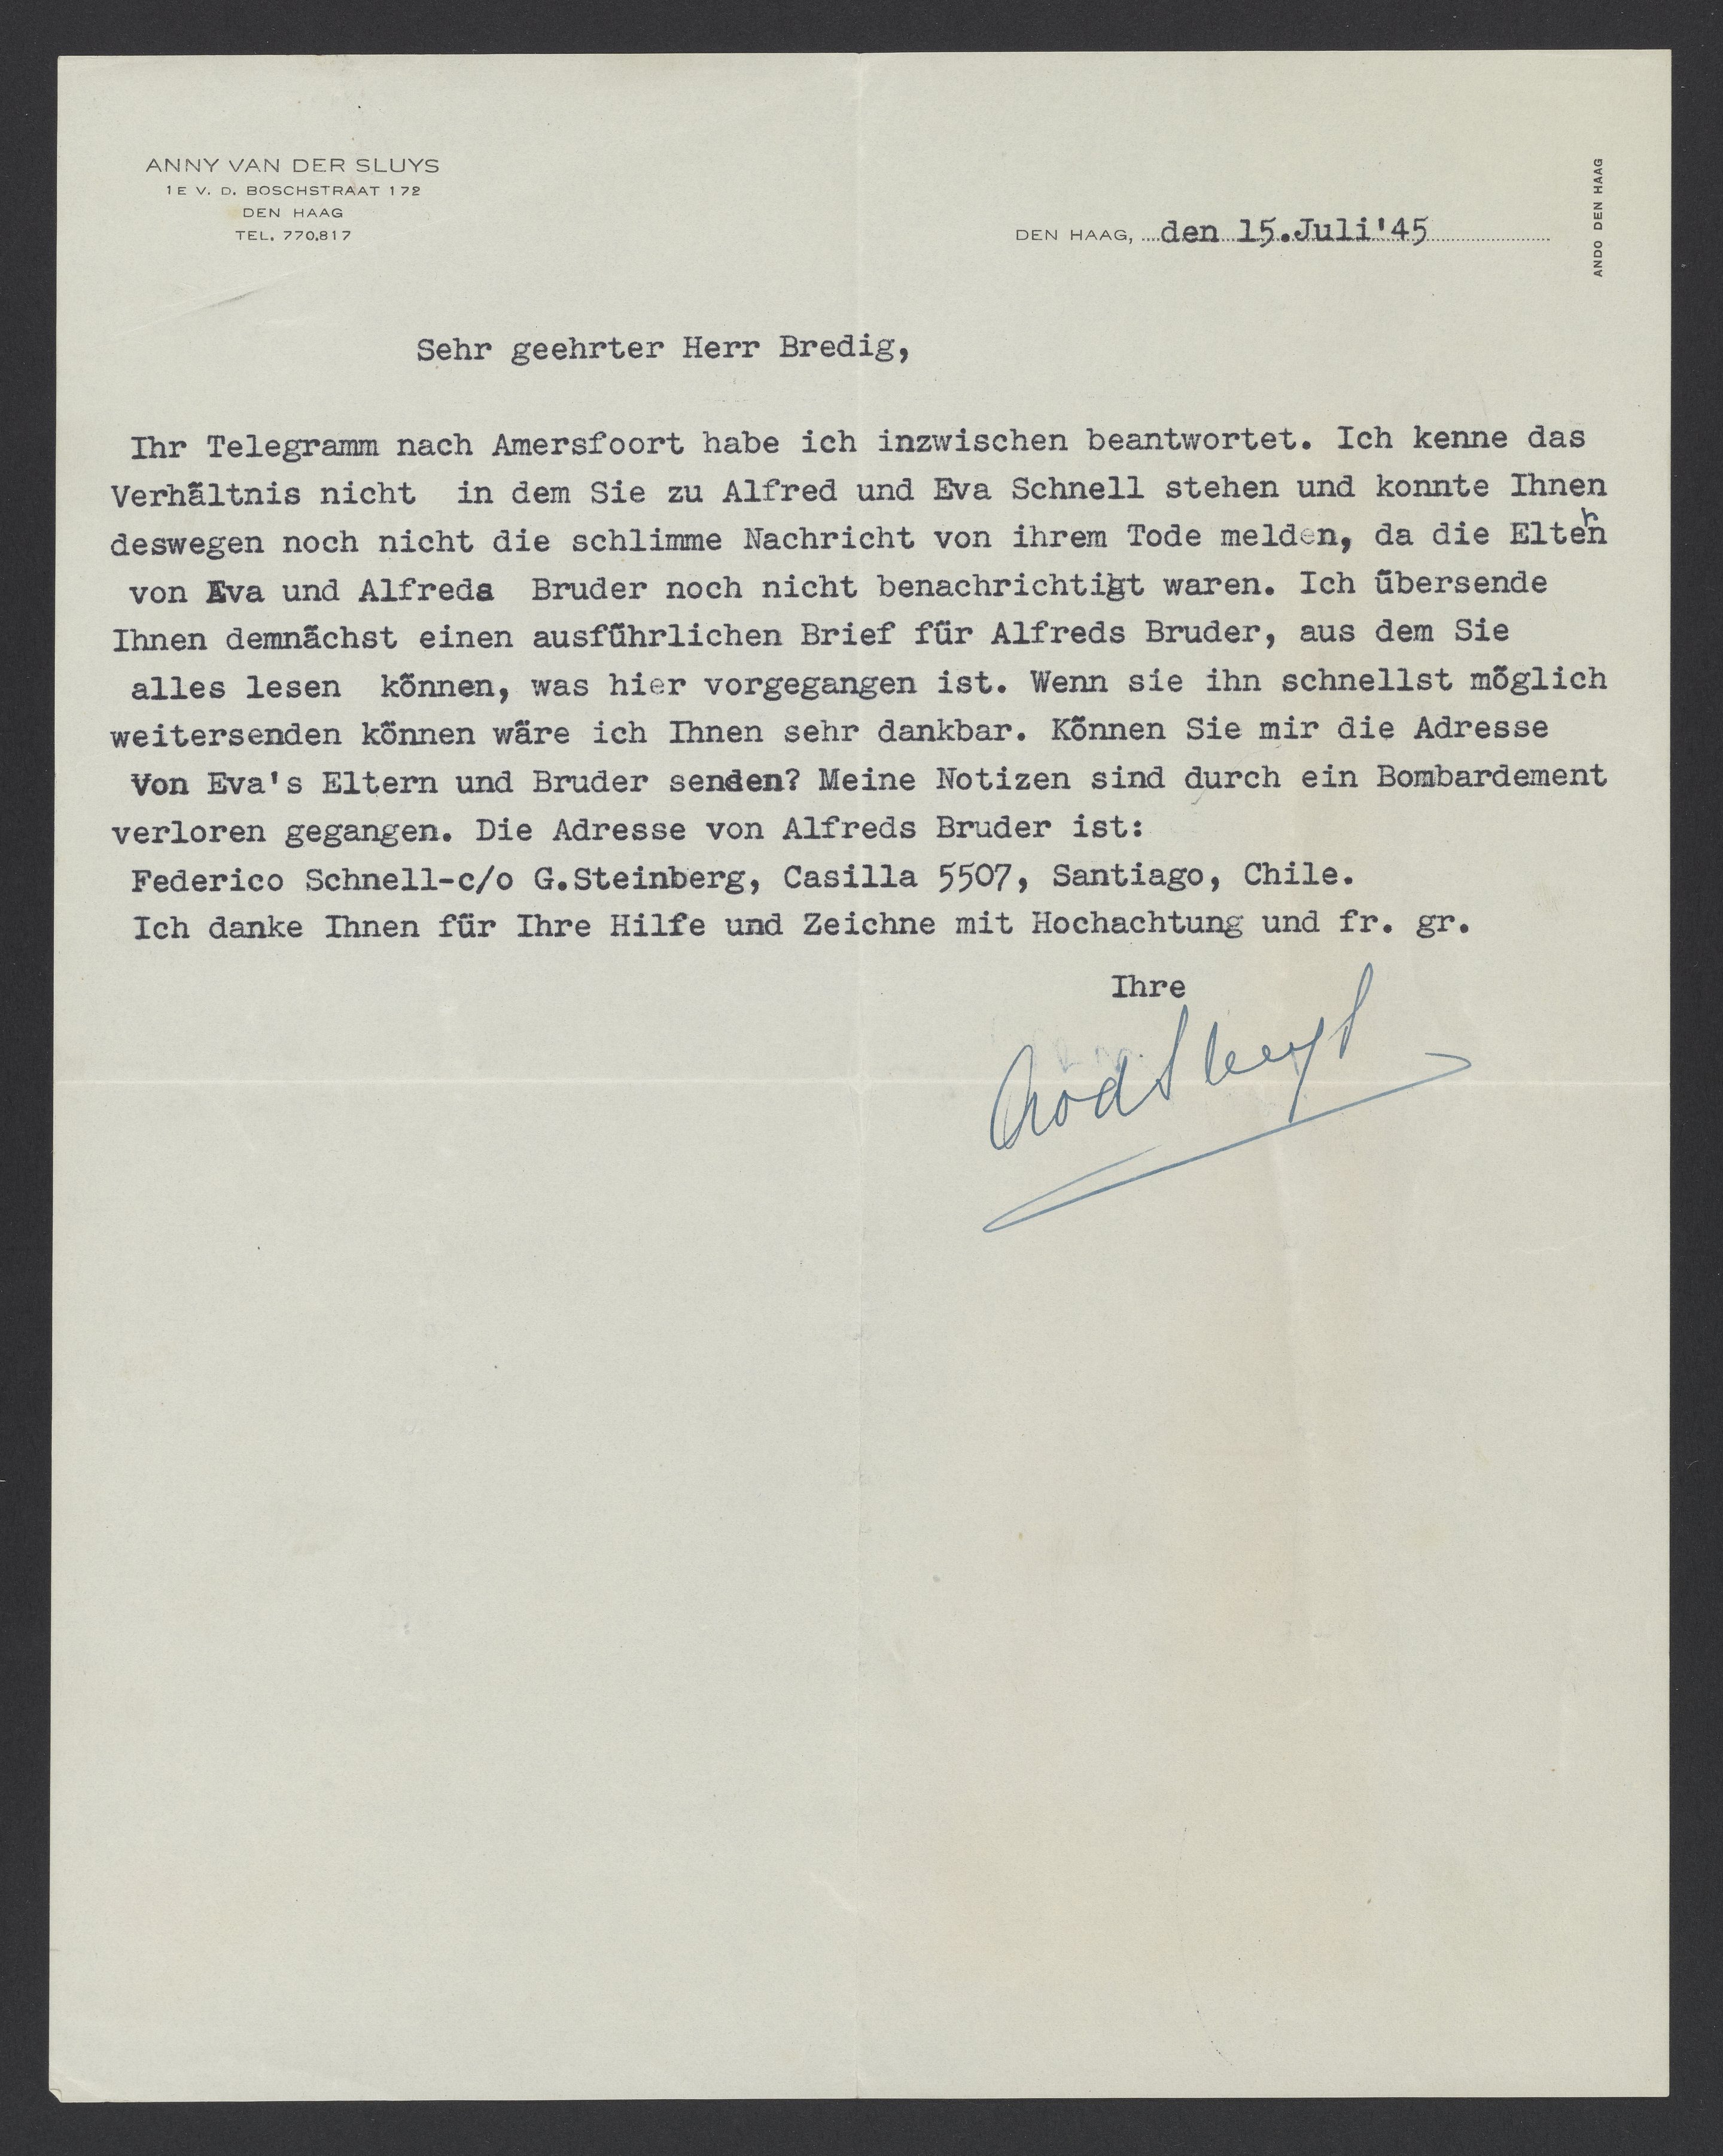 ANNY VAN DER SLUYS
1E V. D. BOSCHSTRAAT 172
DEN HAAG
TEL. 770.817
DEN HAAG, den 15.Juli'45
ANDO DEN HAAG
Sehr geehrter Herr Bredig,
Ihr Telegramm nach Amersfoort habe ich inzwischen beantwortet. Ich kenne das
Verhältnis nicht in dem Sie zu Alfred und Eva Schnell stehen und konnte Ihnen
deswegen noch nicht die schlimme Nachricht von ihrem Tode melden, da die Eltern
von Eva und Alfreds Bruder noch nicht benachrichtigt waren. Ich übersende
Ihnen demnächst einen ausführlichen Brief für Alfreds Bruder, aus dem Sie
alles lesen können, was hier vorgegangen ist. Wenn sie ihn schnellst möglich
weitersenden können wäre ich Ihnen sehr dankbar. Können Sie mir die Adresse
Von Eva's Eltern und Bruder senden? Meine Notizen sind durch ein Bombardement
verloren gegangen. Die Adresse von Alfreds Bruder ist:
Federico Schnell-c/o G.Steinberg, Casilla 5507, Santiago, Chile.
Ich danke Ihnen für Ihre Hilfe und Zeichne mit Hochachtung und fr. gr.
Ihre